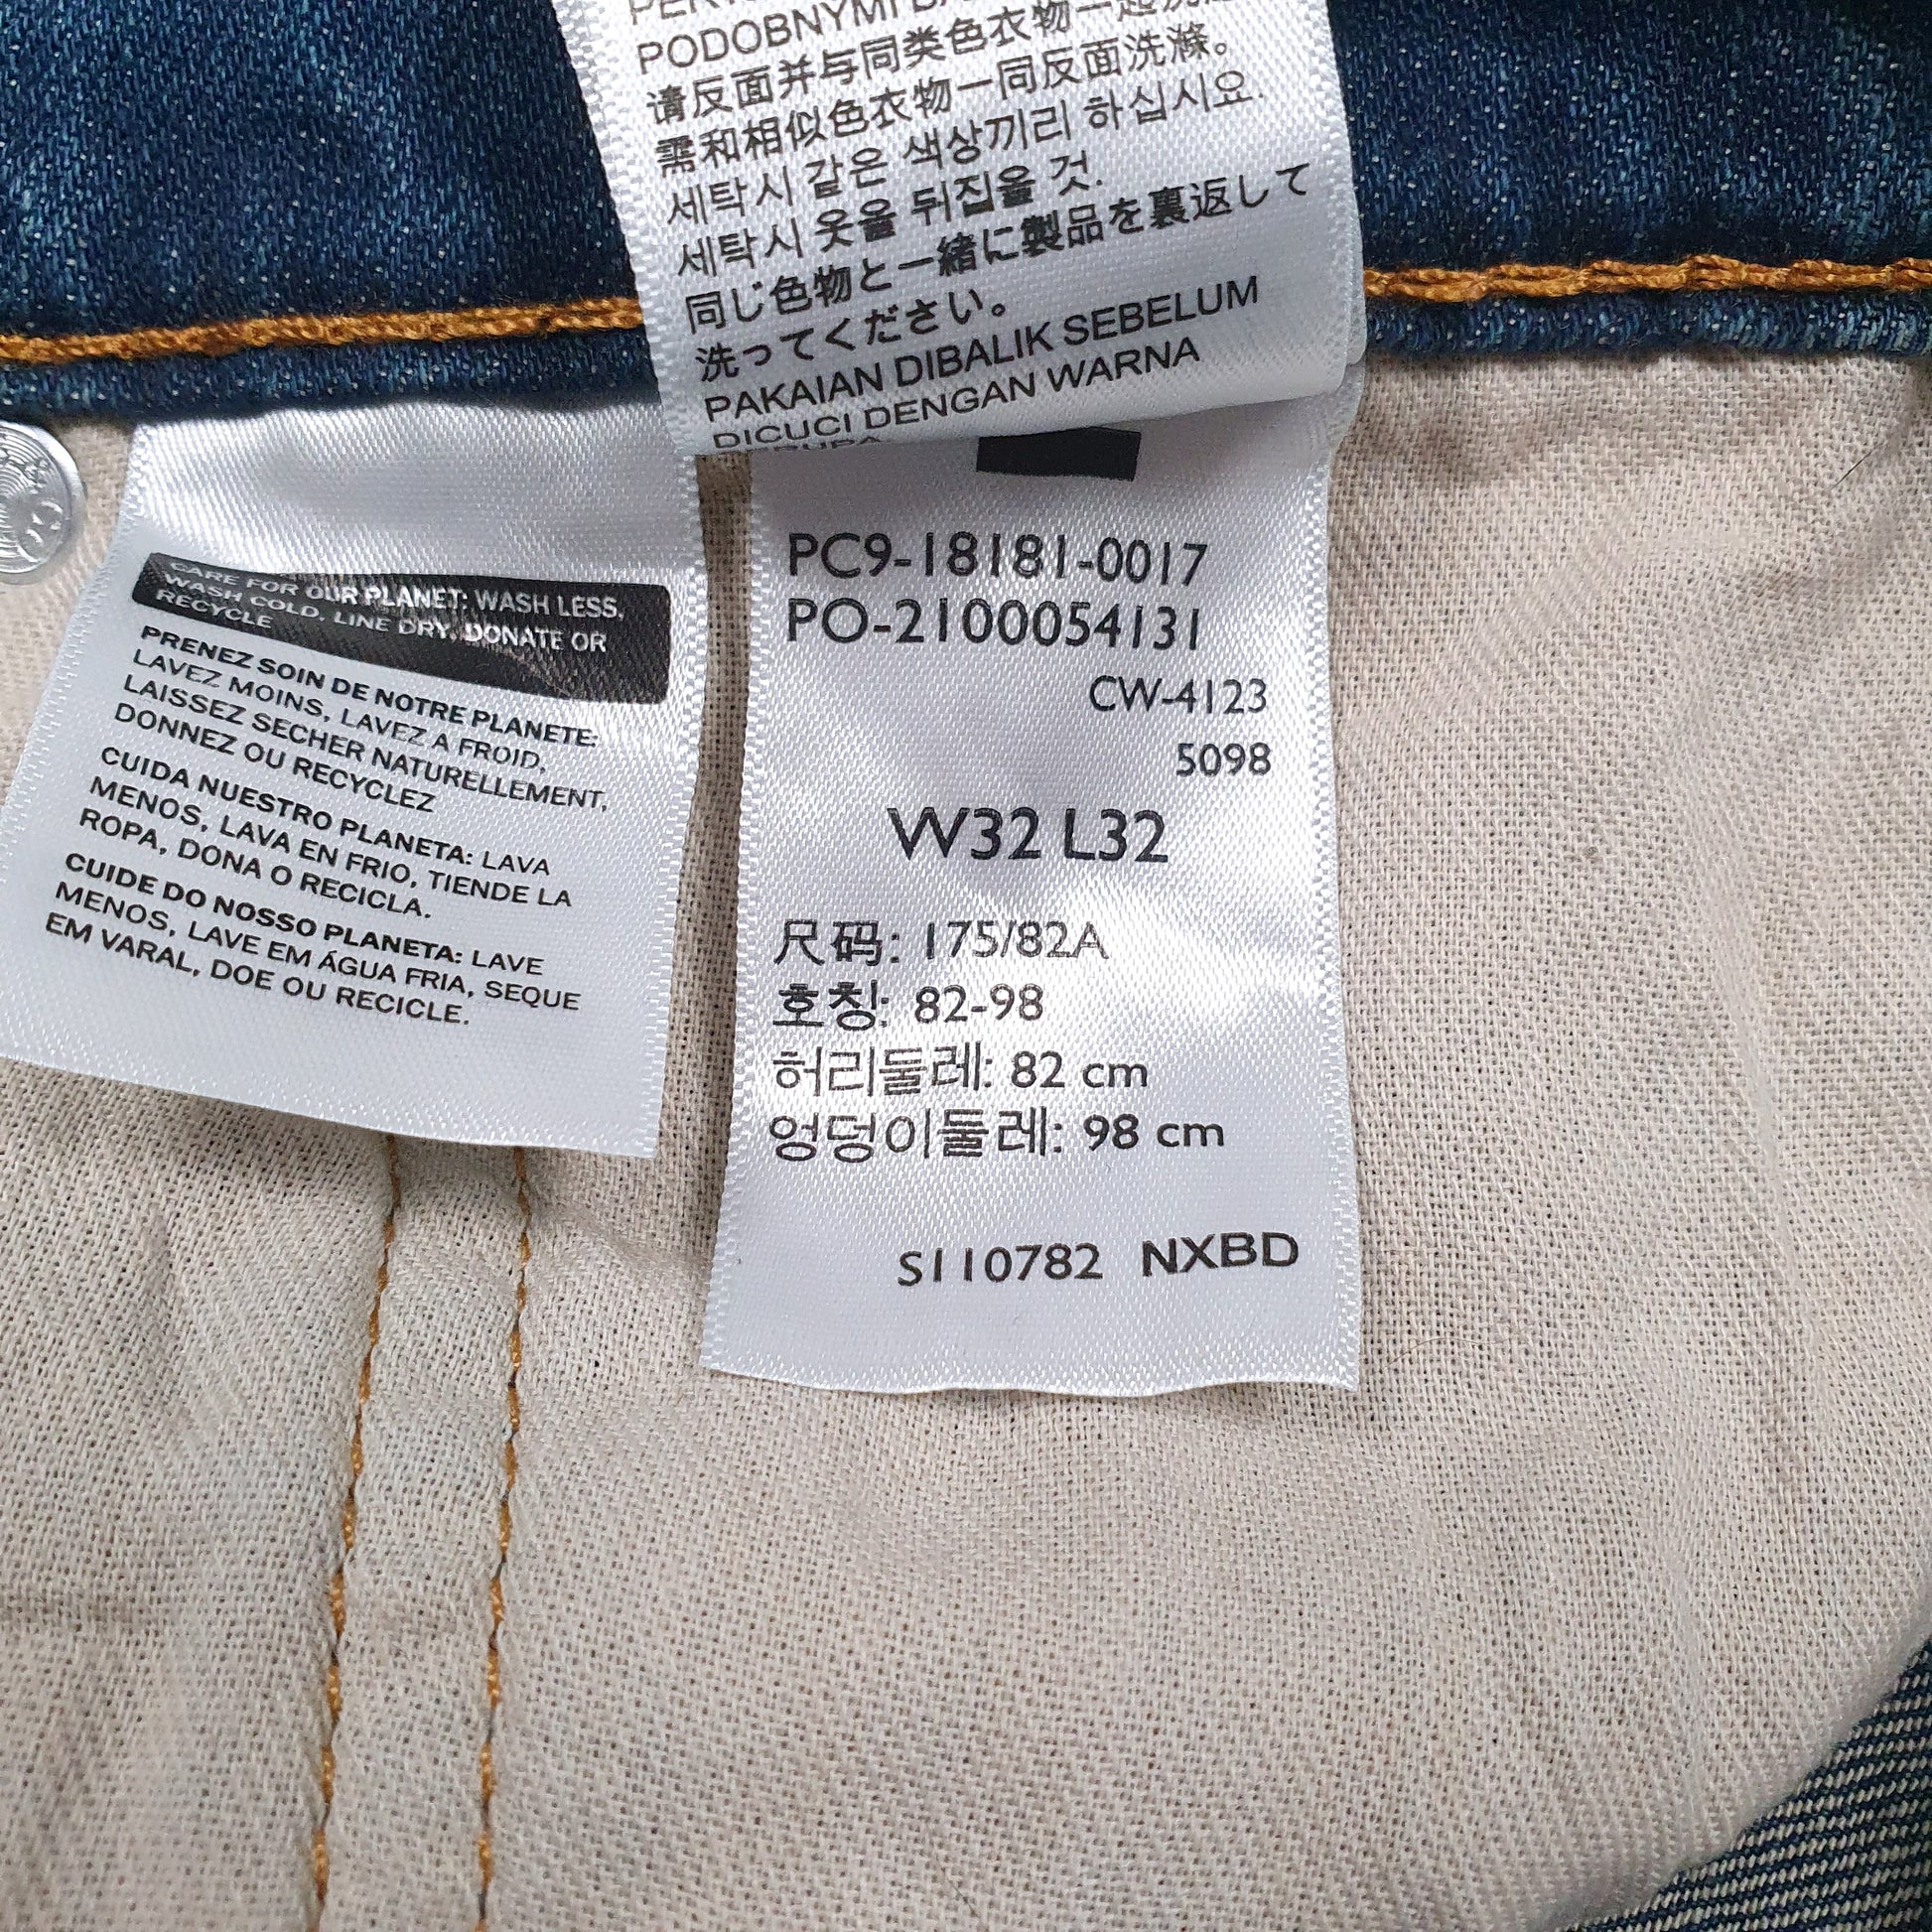 PODOBNYMI
请反面并与同类色衣物一起洗
需和相似色衣物一同反面洗滌。
세탁시 같은 색상끼리 하십시요.
세탁시 옷을 뒤집을 것.
同じ色物と一緒に製品を裏返して
洗ってください。
PAKAIAN DIBALIK SEBELUM
DICUCI DENGAN WARNA
CARE FOR OUR PLANET: WASH LESS,
WASH COLD, LINE DRY, DONATE OR
RECYCLE
PRENEZ SOIN DE NOTRE PLANETE:
LAVEZ MOINS, LAVEZ A FROID,
LAISSEZ SECHER NATURELLEMENT,
DONNEZ OU RECYCLEZ
CUIDA NUESTRO PLANETA: LAVA
MENOS, LAVA EN FRIO, TIENDE LA
ROPA, DONA O RECICLA.
CUIDE DO NOSSO PLANETA: LAVE
MENOS, LAVE EM ÁGUA FRIA, SEQUE
EM VARAL, DOE OU RECICLE.
PC9-18181-0017
PO-2100054131
CW-4123
5098
W32 L32
尺码: 175/82A
호칭: 82-98
허리둘레: 82 cm
엉덩이둘레: 98 cm
S110782 NXBD